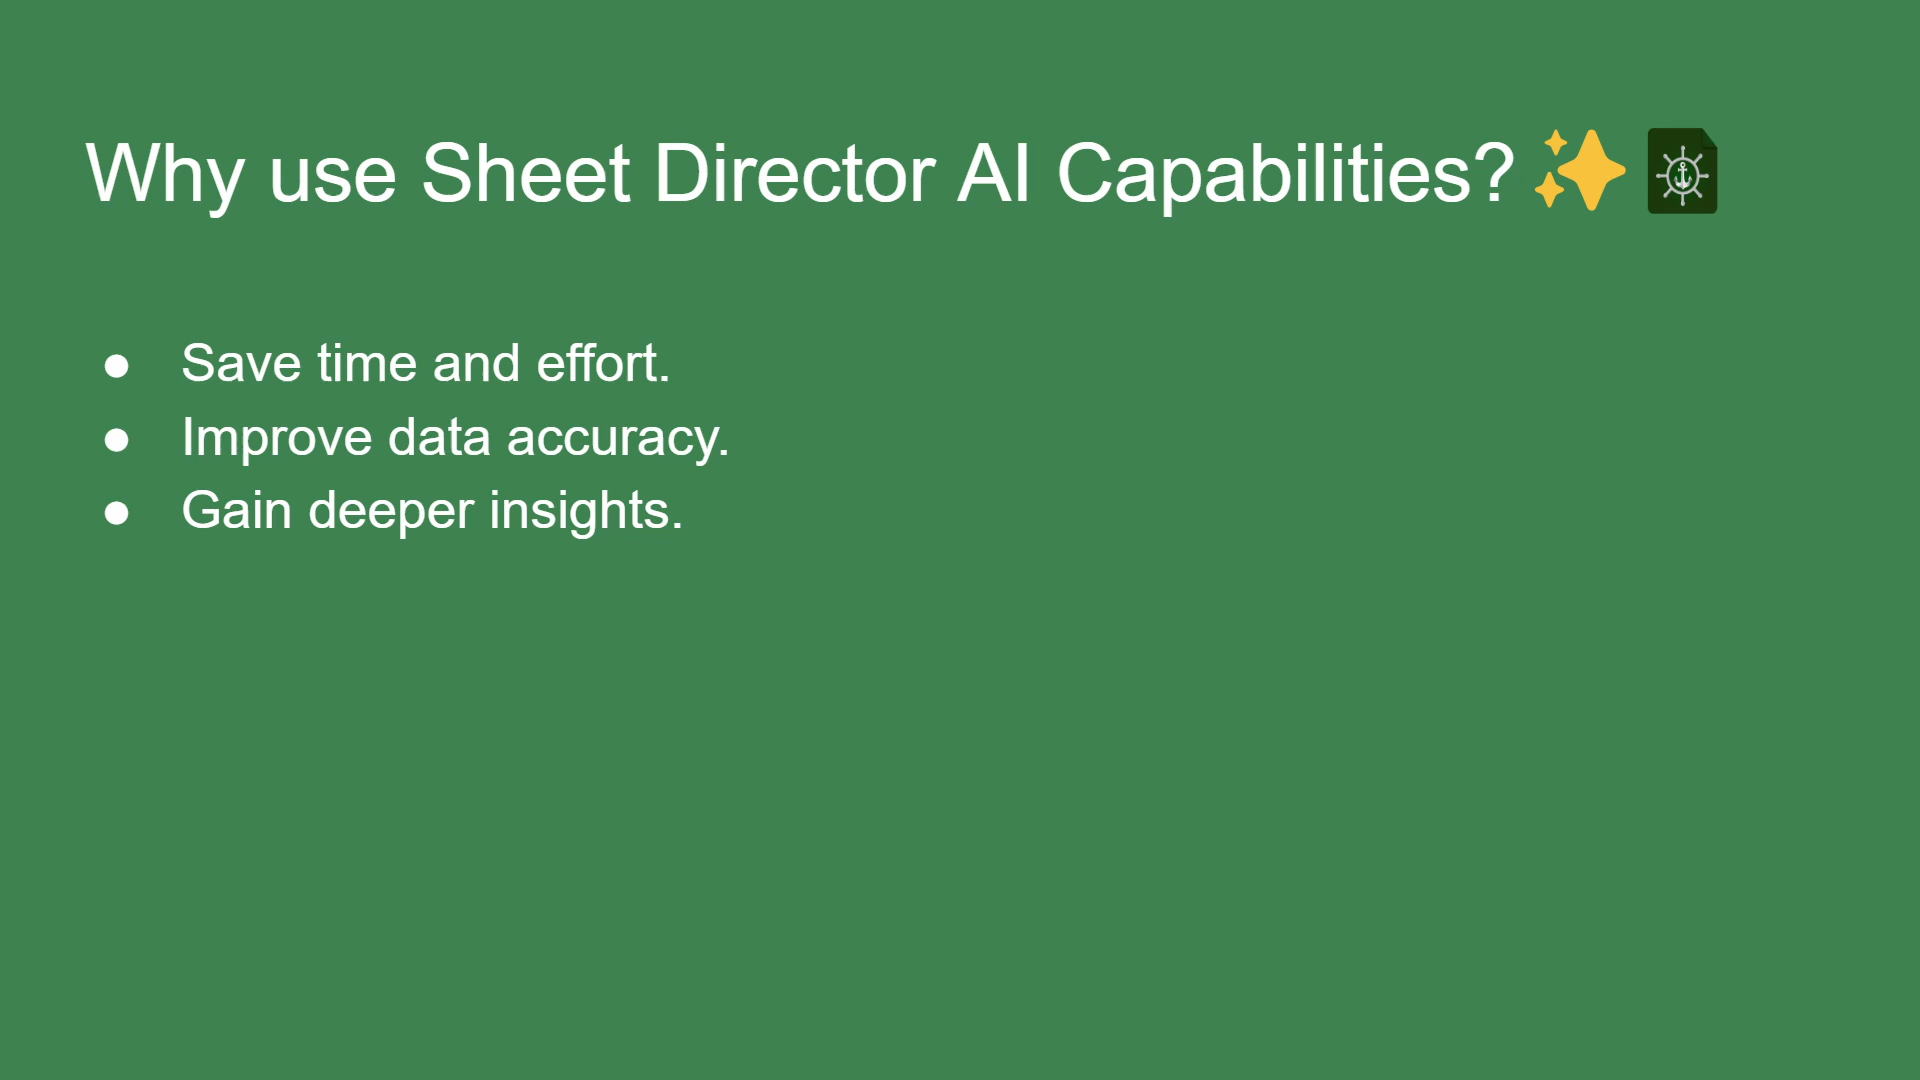 Why use Sheet Director AI Capabilities?✨
● Save time and effort.
● Improve data accuracy.
● Gain deeper insights.